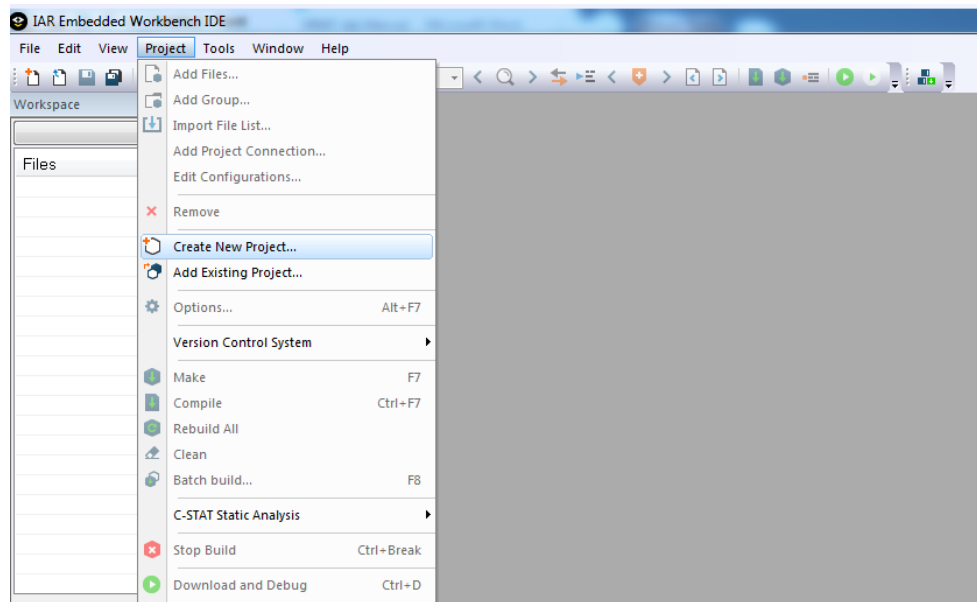 IAR Embedded Workbench IDE
File Edit View Project Tools Window Help
Workspace
Files
Add Files...
Add Group...
Import File List...
Add Project Connection...
Edit Configurations...
Remove
Create New Project...
Add Existing Project...
Options... Alt+F7
Version Control System
Make F7
Compile Ctrl+F7
Rebuild All
Clean
Batch build... F8
C-STAT Static Analysis
Stop Build Ctrl+Break
Download and Debug Ctrl+D